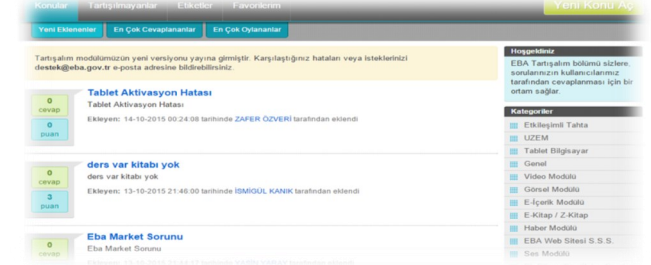 Konular Tartışılmayanlar Etiketler Favorilerim
Yeni Konu Aç
Yeni Eklenenler En Çok Cevaplananlar En Çok Oylananlar
Tartışalım modülümüzün yeni versiyonu yayına girmiştir. Karşılaştığınız hataları veya isteklerinizi
destek@eba.gov.tr e-posta adresine bildirebilirsiniz.
0
cevap
0
puan
Tablet Aktivasyon Hatası
Tablet Aktivasyon Hatası
Ekleyen: 14-10-2015 00:24:08 tarihinde ZAFER ÖZVERİ tarafından eklendi
0
cevap
3
puan
ders var kitabı yok
ders var kitabı yok
Ekleyen: 13-10-2015 21:46:00 tarihinde İSMİGÜL KANIK tarafından eklendi
0
cevap
Eba Market Sorunu
Eba Market Sorunu
Hoşgeldiniz
EBA Tartışalım bölümü sizlere,
sorularınızın kullanıcılarımız
tarafından cevaplanması için bir
ortam sağlar.
Kategoriler
Etkileşimli Tahta
UZEM
Tablet Bilgisayar
Genel
Video Modülü
Görsel Modülü
E-İçerik Modülü
E-Kitap / Z-Kitap
Haber Modülü
EBA Web Sitesi S.S.S.
Ses Modülü